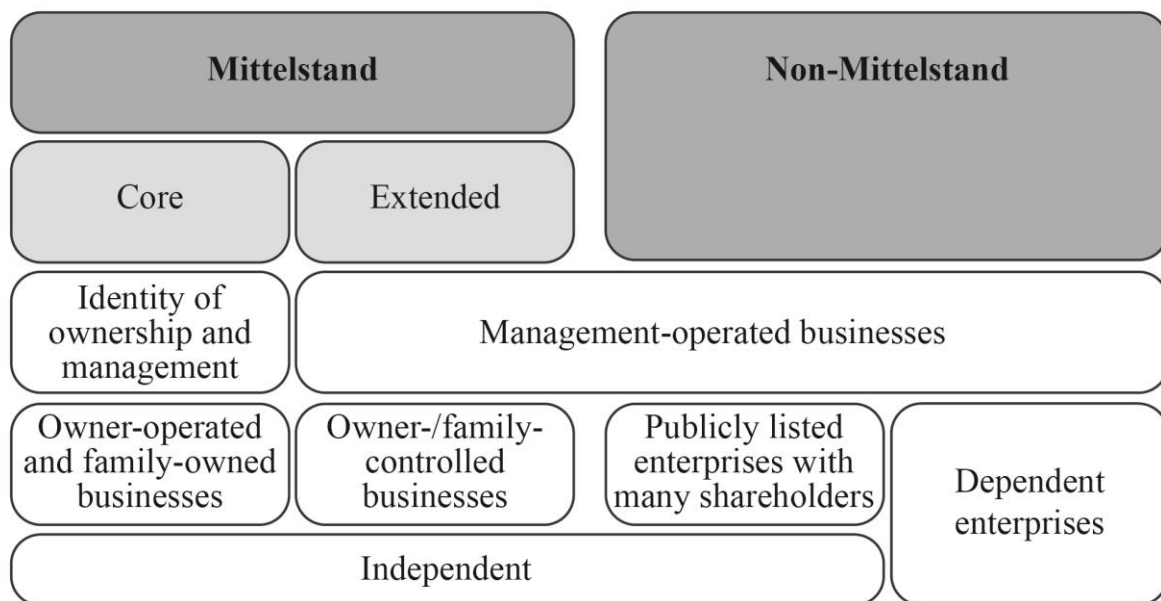 Mittelstand
Non-Mittelstand
Core
Extended
Identity of
ownership and
management
Management-operated businesses
Owner-operated
and family-owned
businesses
Owner-/family-
controlled
businesses
Publicly listed
enterprises with
many shareholders
Dependent
enterprises
Independent